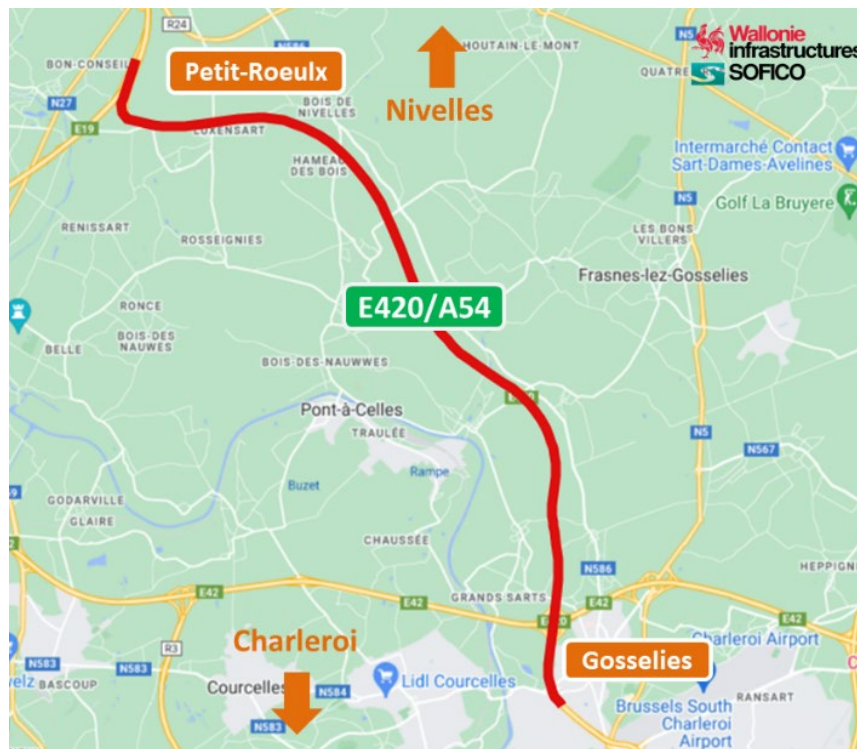 R24
N586
HOUTAIN-LE-MONT
N5
Wallonie
infrastructures
SOFICO
BON-CONSEIL
Petit-Roeulx
QUATRE
Nivelles
N27
BOIS DE
NIVELLES
E19
LUXENSART
HAMEAU
DES BOIS
Intermarché Contact
Sart-Dames-Avelines
N5
Golf La Bruyere
RENISSART
ROSSEIGNIES
LES BONS
VILLERS
Frasnes-lez-Gosselies
E420/A54
RONCE
BOIS-DES
NAUWES
BELLE
BOIS-DES-NAUWWES
Pont-à-Celles
TRAULÉE
N5
N567
Rampe
Buzet
GODARVILLE
GLAIRE
CHAUSSÉE
N586
HEPPIGNIE
E42
GRANDS SARTS
E42
E42
E42
R3
Charleroi
Charleroi Airport
Gosselies
N583
N583
BASCOUP
Courcelles
N584
Lidl Courcelles
N583
Brussels South
Charleroi
Airport
RANSART